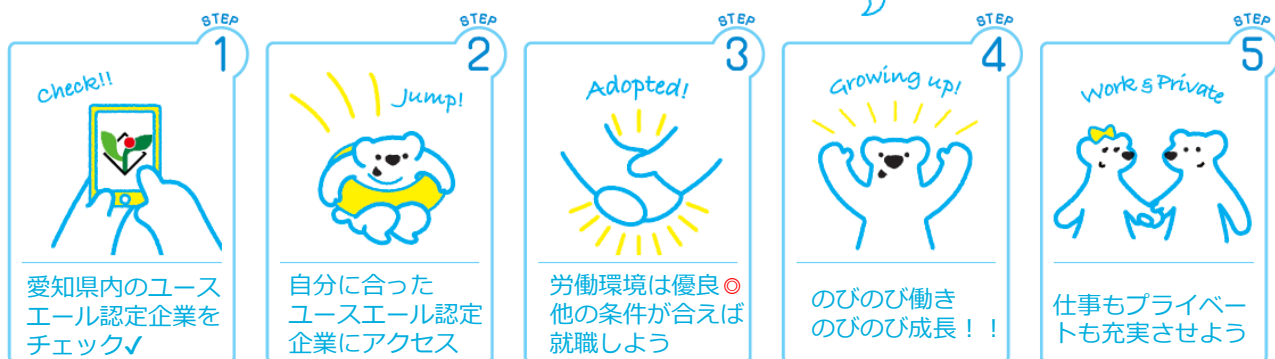 STEP
1
Check!!
愛知県内のユース
エール認定企業を
チェック✓
STEP
2
Jump!
自分に合った
ユースエール認定
企業にアクセス
STEP
3
Adopted!
労働環境は優良◎
他の条件が合えば
就職しよう
STEP
4
Growing up!
のびのび働き
のびのび成長！！
STEP
5
Work & Private
仕事もプライベー
トも充実させよう